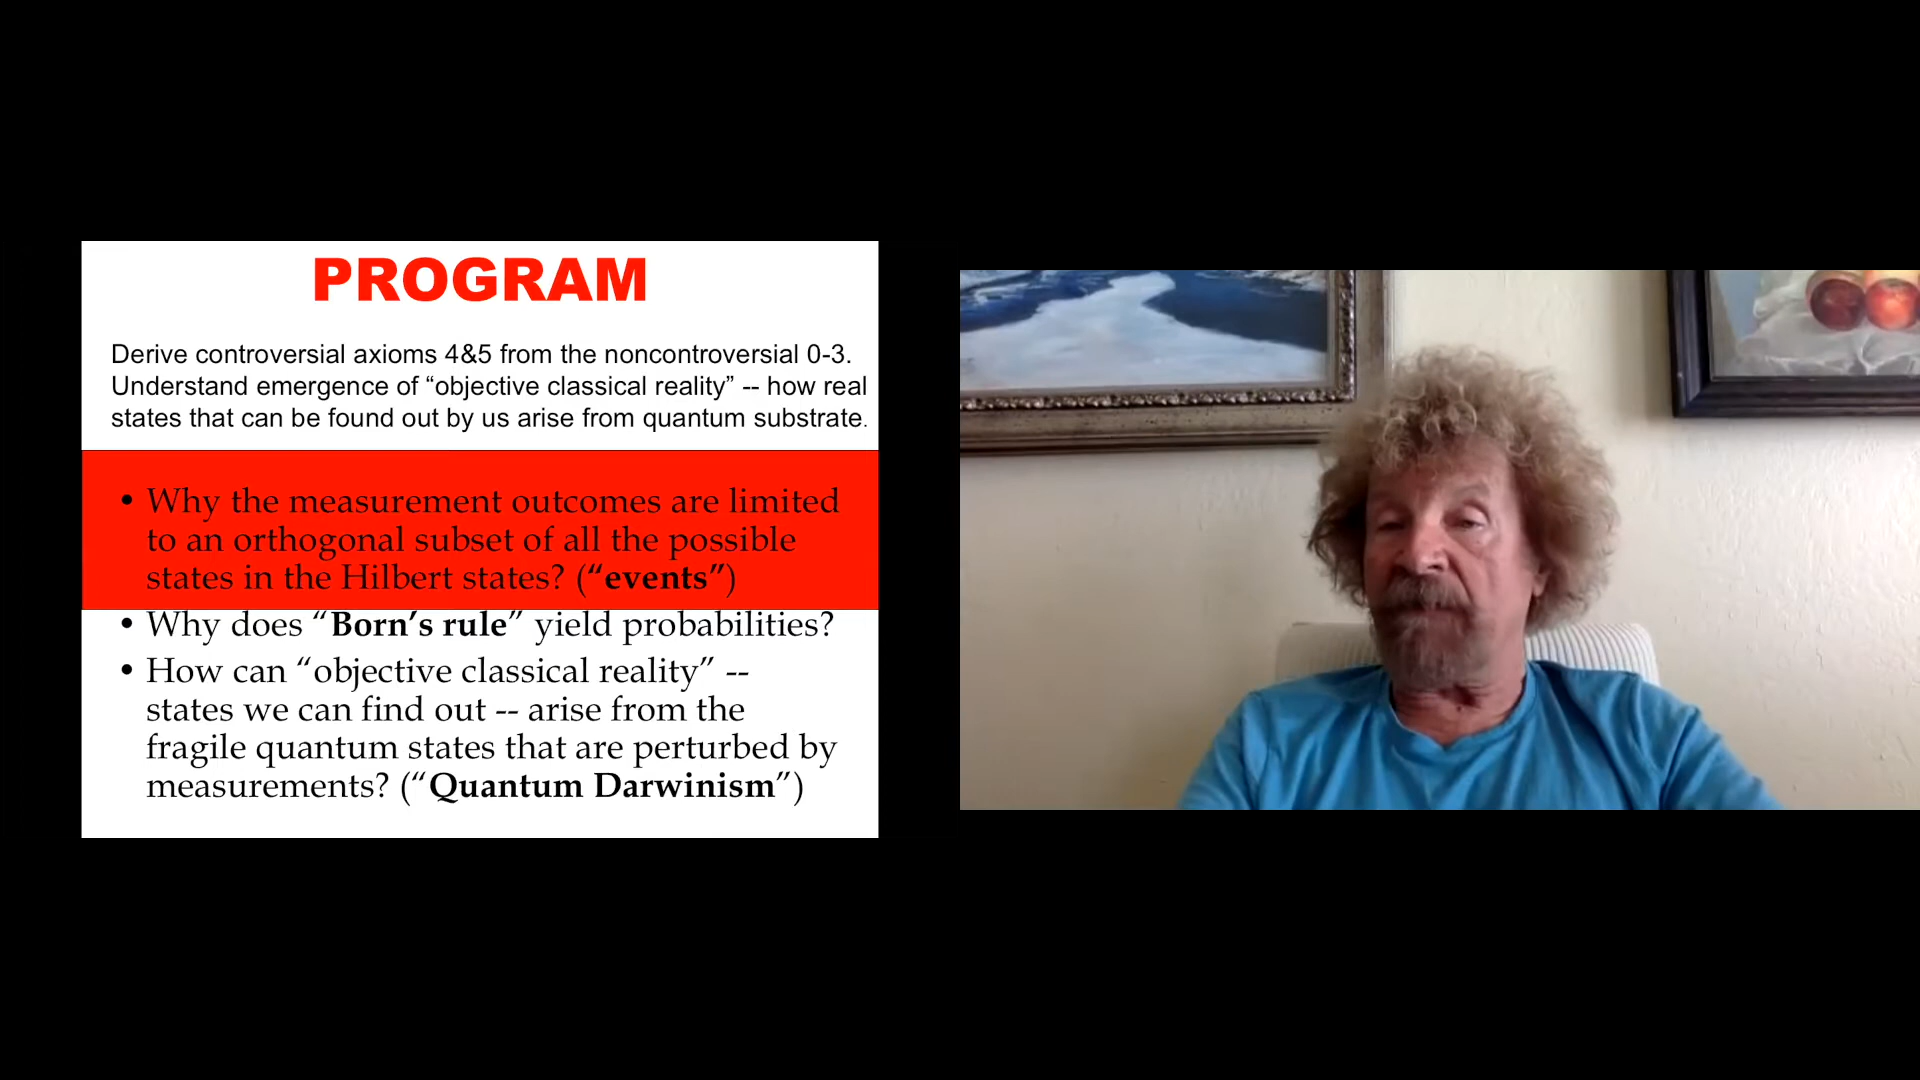 PROGRAM
Derive controversial axioms 4&5 from the noncontroversial 0-3.
Understand emergence of “objective classical reality” -- how real
states that can be found out by us arise from quantum substrate.
• Why the measurement outcomes are limited
to an orthogonal subset of all the possible
states in the Hilbert states? (“events”)
• Why does “Born’s rule” yield probabilities?
• How can “objective classical reality” --
states we can find out -- arise from the
fragile quantum states that are perturbed by
measurements? (“Quantum Darwinism”)